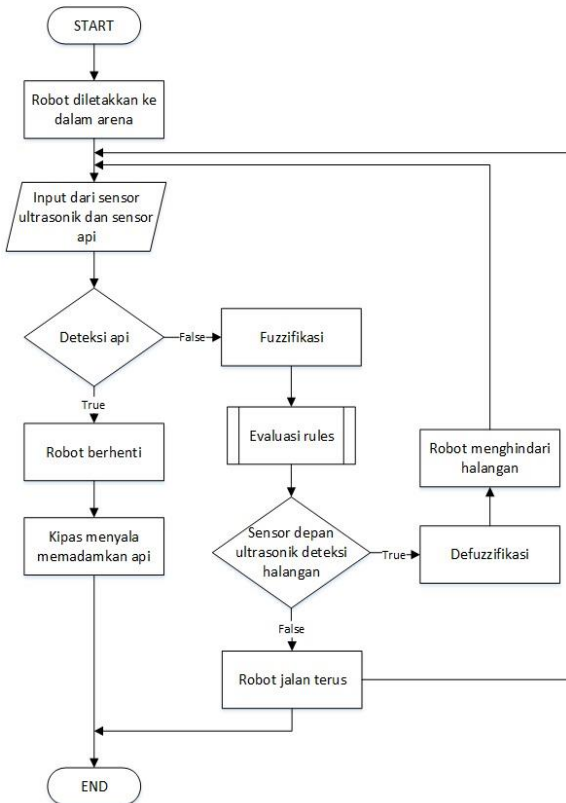 START
Robot diletakkan ke
dalam arena
Input dari sensor
ultrasonik dan sensor
api
Deteksi api
False
Fuzzifikasi
True
Robot berhenti
Evaluasi rules
Robot menghindari
halangan
Kipas menyala
memadamkan api
Sensor depan
ultrasonik deteksi
halangan
True
Defuzzifikasi
False
Robot jalan terus
END